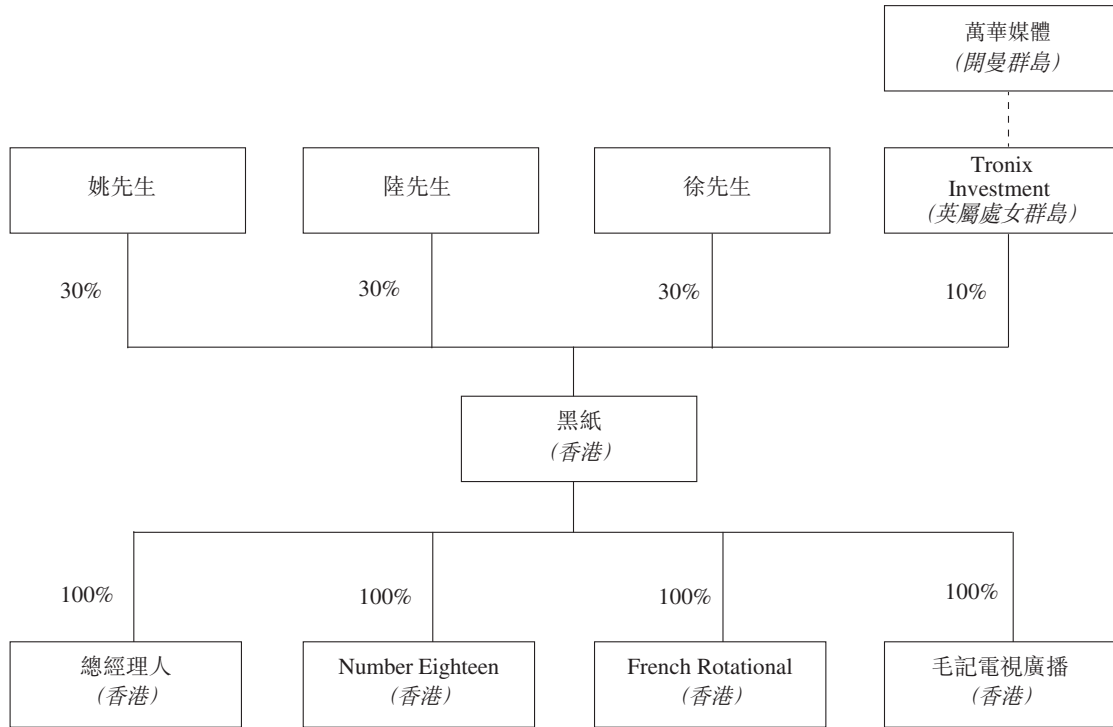 萬華媒體
（開曼群島）
姚先生
陸先生
徐先生
Tronix
Investment
（英屬處女群島）
30%
30%
30%
10%
黑紙
（香港）
100%
100%
100%
100%
總經理人
（香港）
Number Eighteen
（香港）
French Rotational
（香港）
毛記電視廣播
（香港）